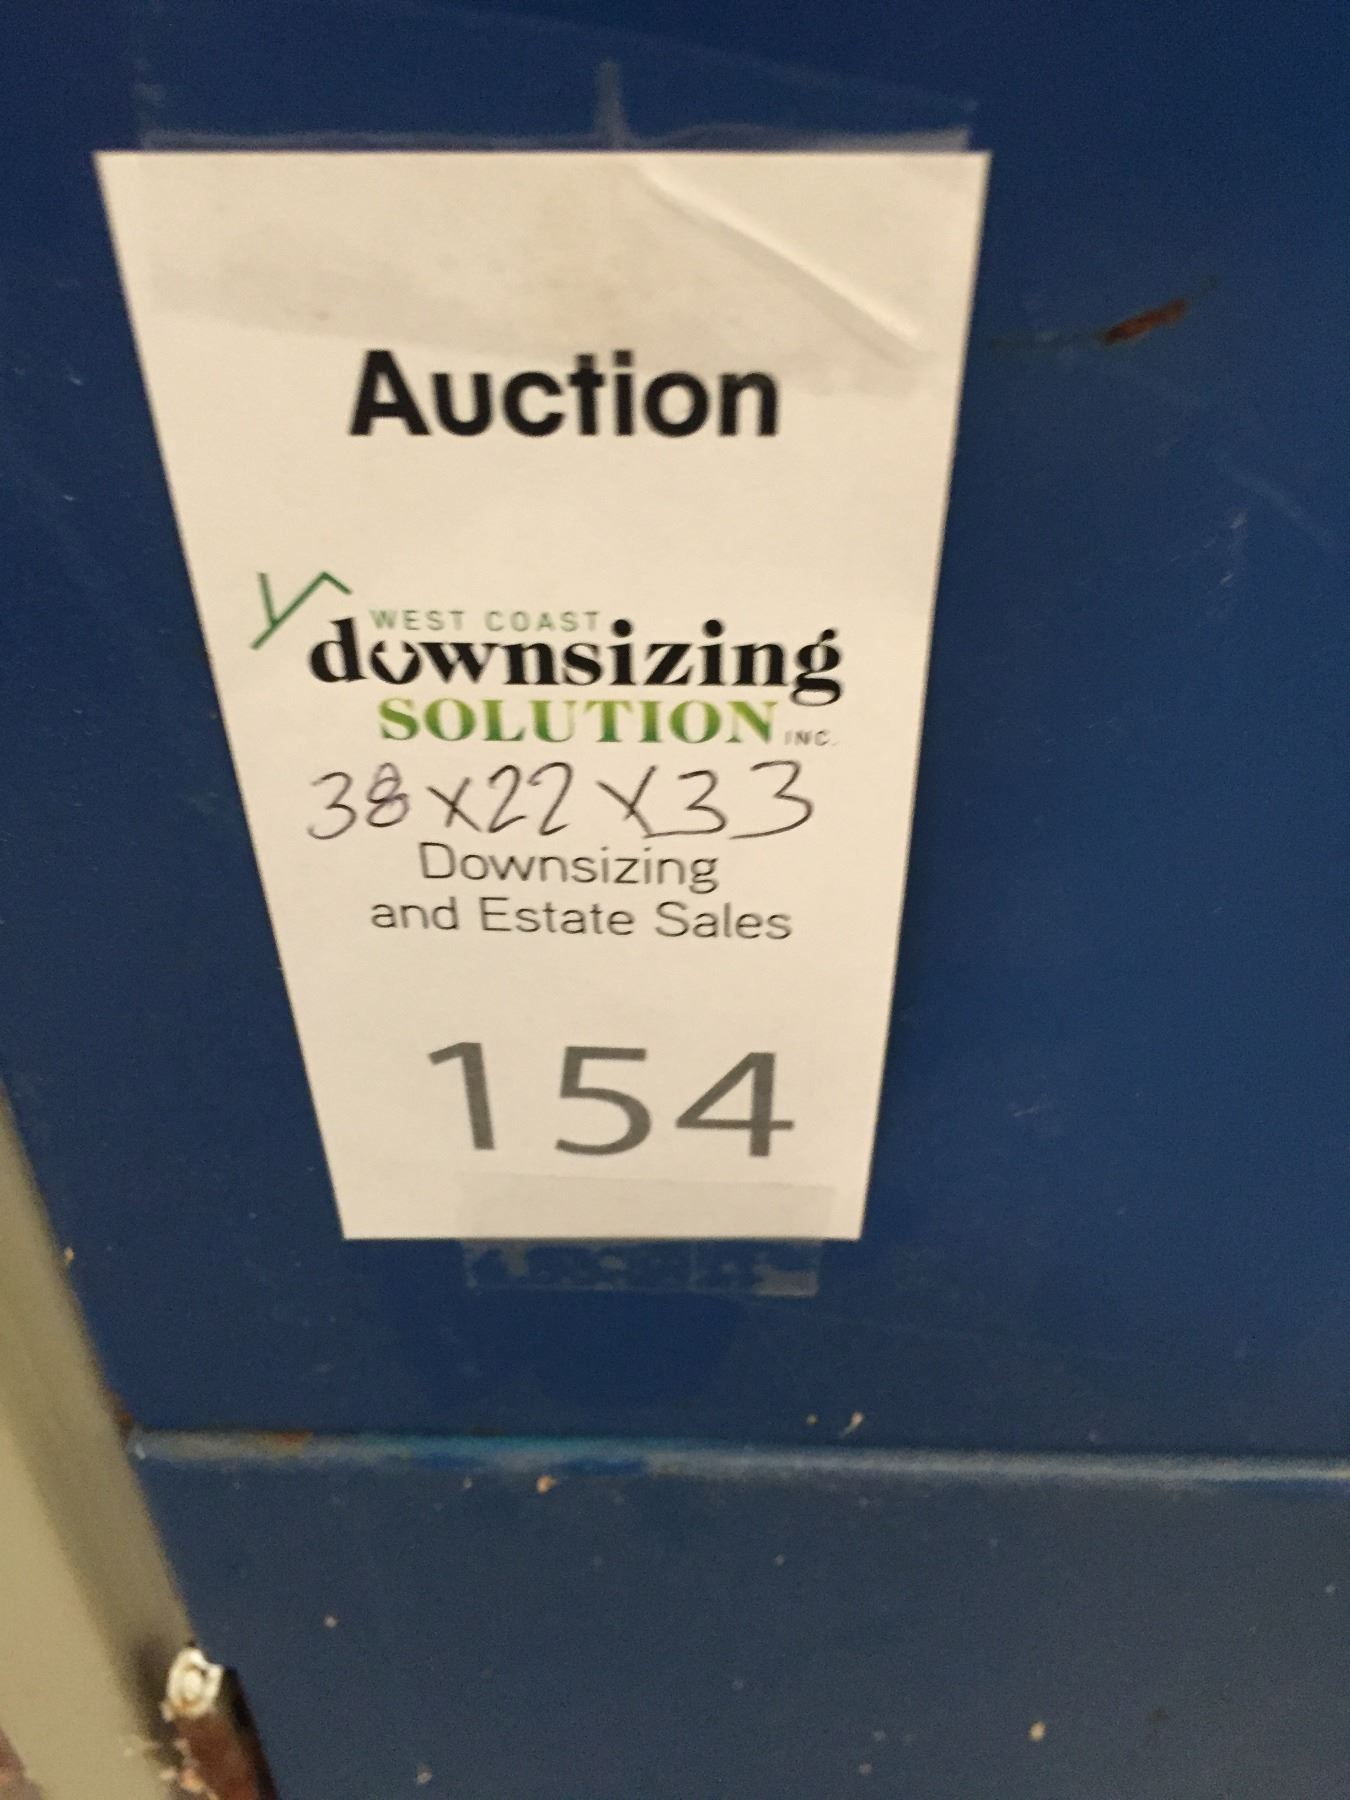 Auction
WEST COAST
downsizing
SOLUTION INC.
38x22x33
Downsizing
and Estate Sales
154